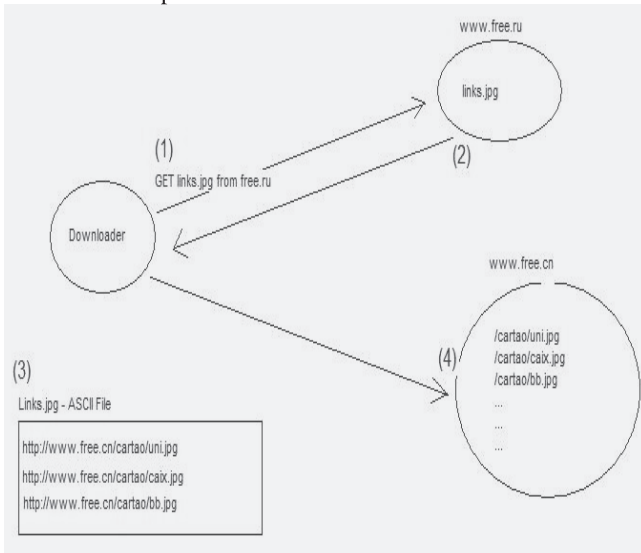 www.free.ru
links.jpg
(1)
(2)
GET links.jpg from free.ru
Downloader
www.free.cn
/cartao/uni.jpg
/cartao/caix.jpg
/cartao/bb.jpg
...
...
...
(4)
(3)
Links.jpg - ASCII File
http://www.free.cn/cartao/uni.jpg
http://www.free.cn/cartao/caix.jpg
http://www.free.cn/cartao/bb.jpg